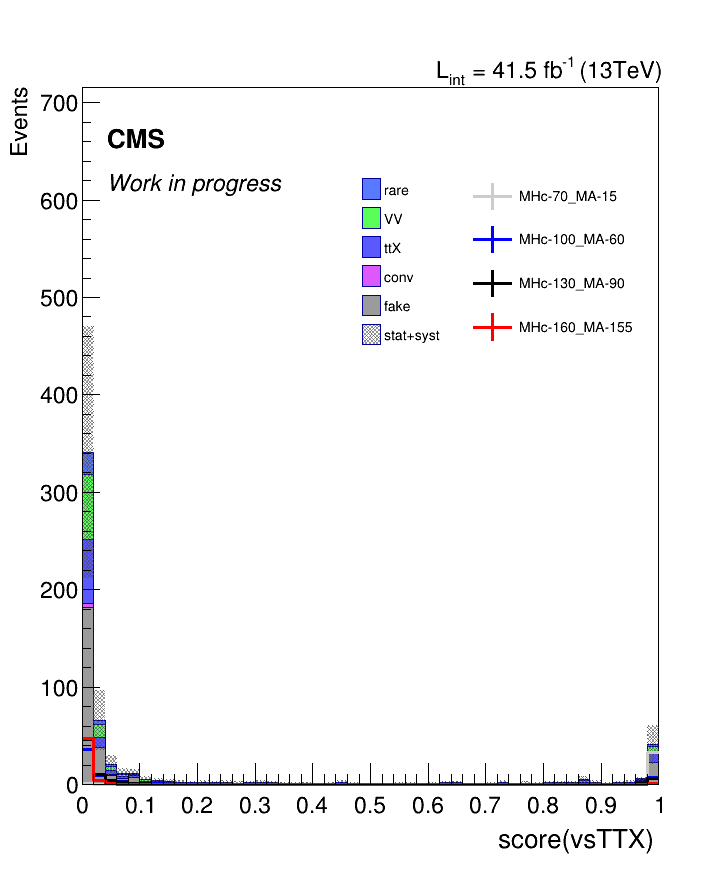 L_int = 41.5 fb^-1 (13TeV)
Events
CMS
Work in progress
rare
VV
ttX
conv
fake
stat+syst
MHc-70_MA-15
MHc-100_MA-60
MHc-130_MA-90
MHc-160_MA-155
700
600
500
400
300
200
100
0
0 0.1 0.2 0.3 0.4 0.5 0.6 0.7 0.8 0.9 1
score(vsTTX)